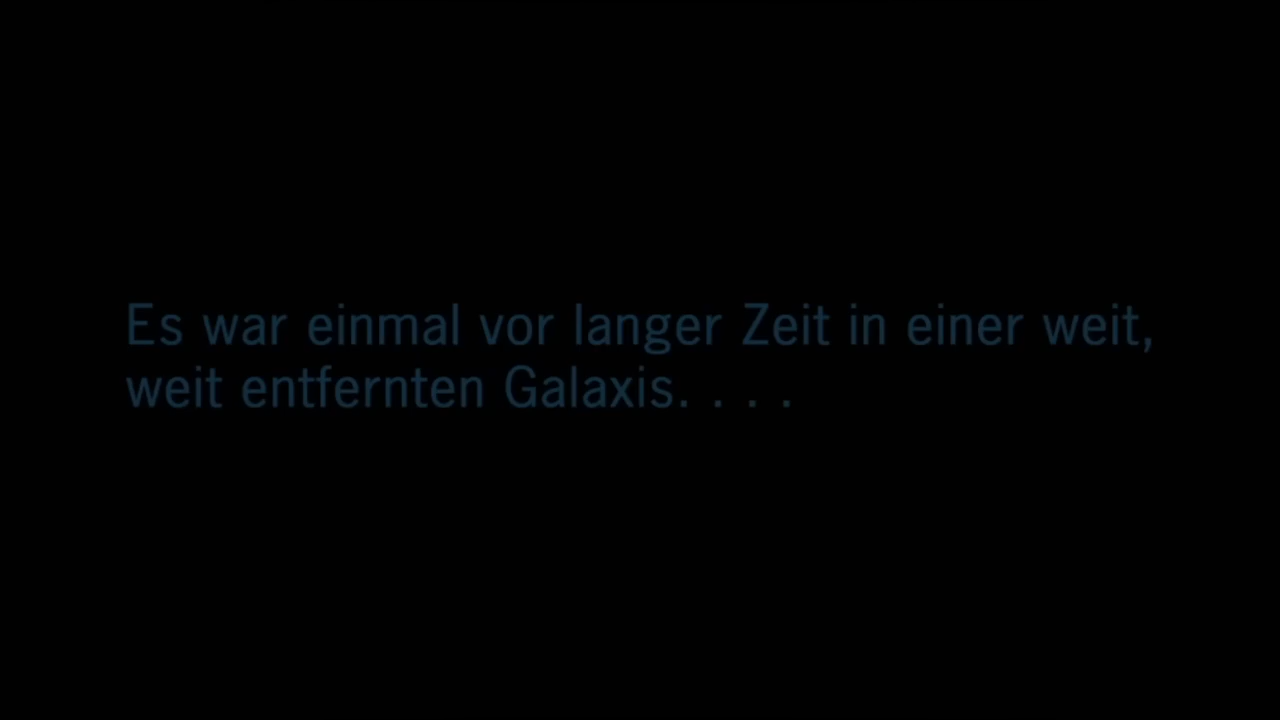 Es war einmal vor langer Zeit in einer weit,
weit entfernten Galaxis. . . .